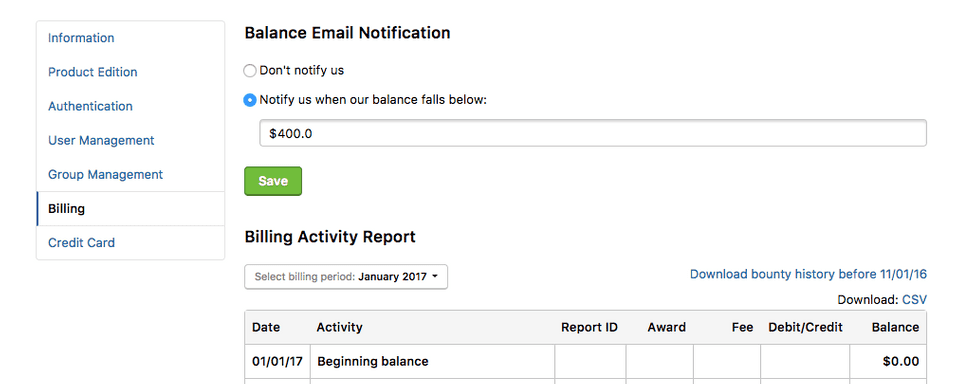 Information
Product Edition
Authentication
User Management
Group Management
Billing
Credit Card
Balance Email Notification
Don't notify us
Notify us when our balance falls below:
$400.0
Save
Billing Activity Report
Select billing period: January 2017
Download bounty history before 11/01/16
Download: CSV
Date Activity Report ID Award Fee Debit/Credit Balance
01/01/17 Beginning balance $0.00